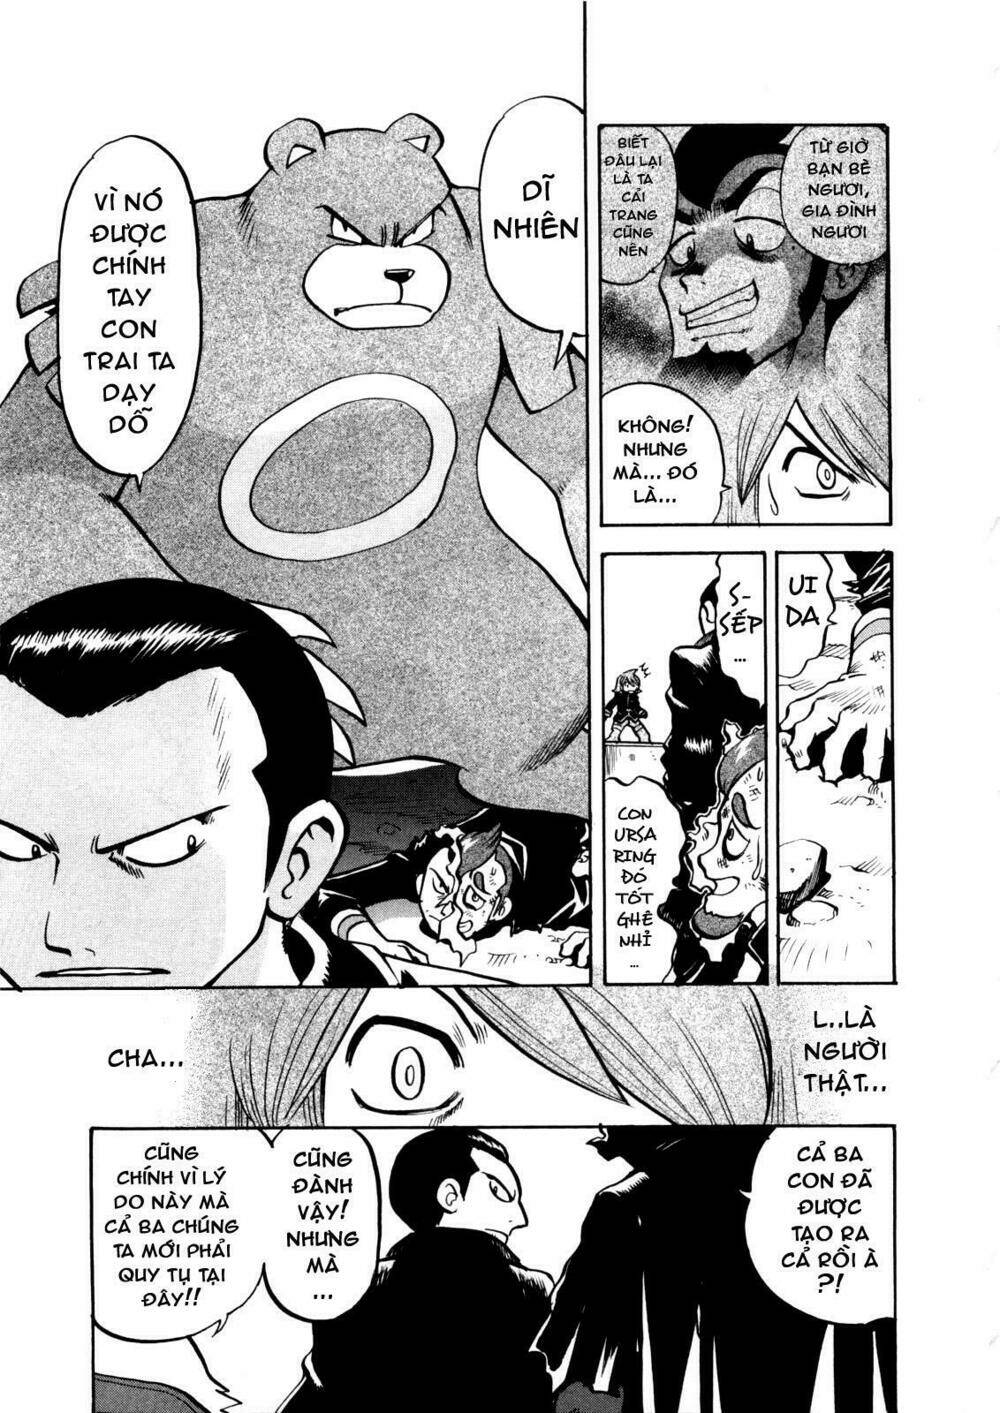 TỪ GIỜ
BẠN BÈ
NGƯƠI,
GIA ĐÌNH
NGƯƠI
BIẾT
ĐÂU LẠI
LÀ TA
CẢI
TRANG
CŨNG
NÊN
KHÔNG!
NHƯNG
MÀ... ĐÓ
LÀ...
UI
DA
S-
SẾP
...
CON
URSA
RING
ĐÓ
TỐT
GHÊ
NHỈ
...
DĨ
NHIÊN
VÌ NÓ
ĐƯỢC
CHÍNH
TAY
CON
TRAI TA
DẠY
DỖ
L..LÀ
NGƯỜI
THẬT...
CHA...
CẢ BA
CON ĐÃ
ĐƯỢC
TẠO RA
CẢ RỒI À
?!
CŨNG
ĐÀNH
VẬY!
NHƯNG
MÀ
...
CŨNG
CHÍNH VÌ LÝ
DO NÀY MÀ
CẢ BA CHÚNG
TA MỚI PHẢI
QUY TỤ TẠI
ĐÂY!!